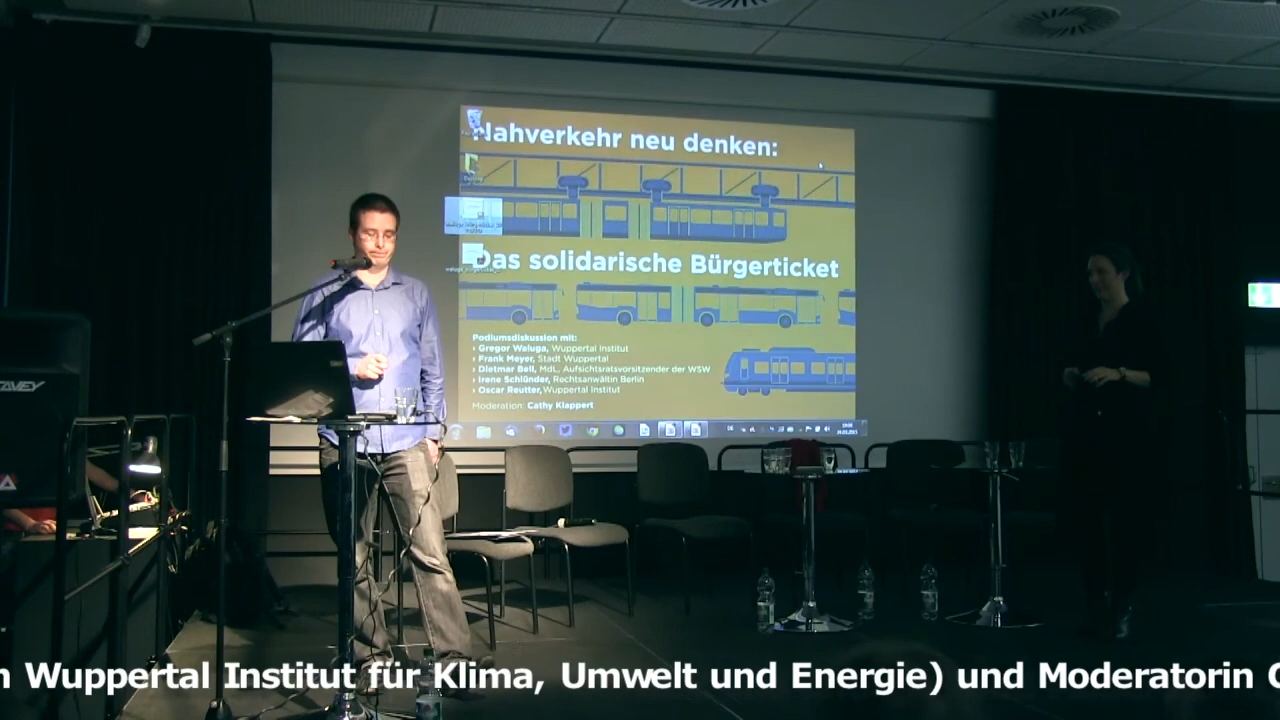 Nahverkehr neu denken:
Das solidarische Bürgerticket
Podiumsdiskussion mit:
› Gregor Waluga, Wuppertal Institut
› Frank Meyer, Stadt Wuppertal
› Dietmar Bell, MdL, Aufsichtsratsvorsitzender der WSW
› Irene Schlünder, Rechtsanwältin Berlin
› Oscar Reutter, Wuppertal Institut
Moderation: Cathy Klappert
Wuppertal Institut für Klima, Umwelt und Energie) und Moderatorin